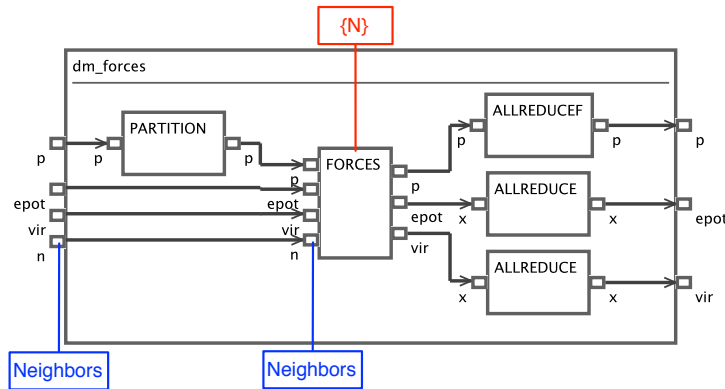 {N}
dm_forces
PARTITION
ALLREDUCEF
FORCES
p
p
p
p
p
p
p
p
epot
epot
epot
ALLREDUCE
x
x
epot
vir
vir
vir
n
n
ALLREDUCE
x
x
vir
Neighbors
Neighbors